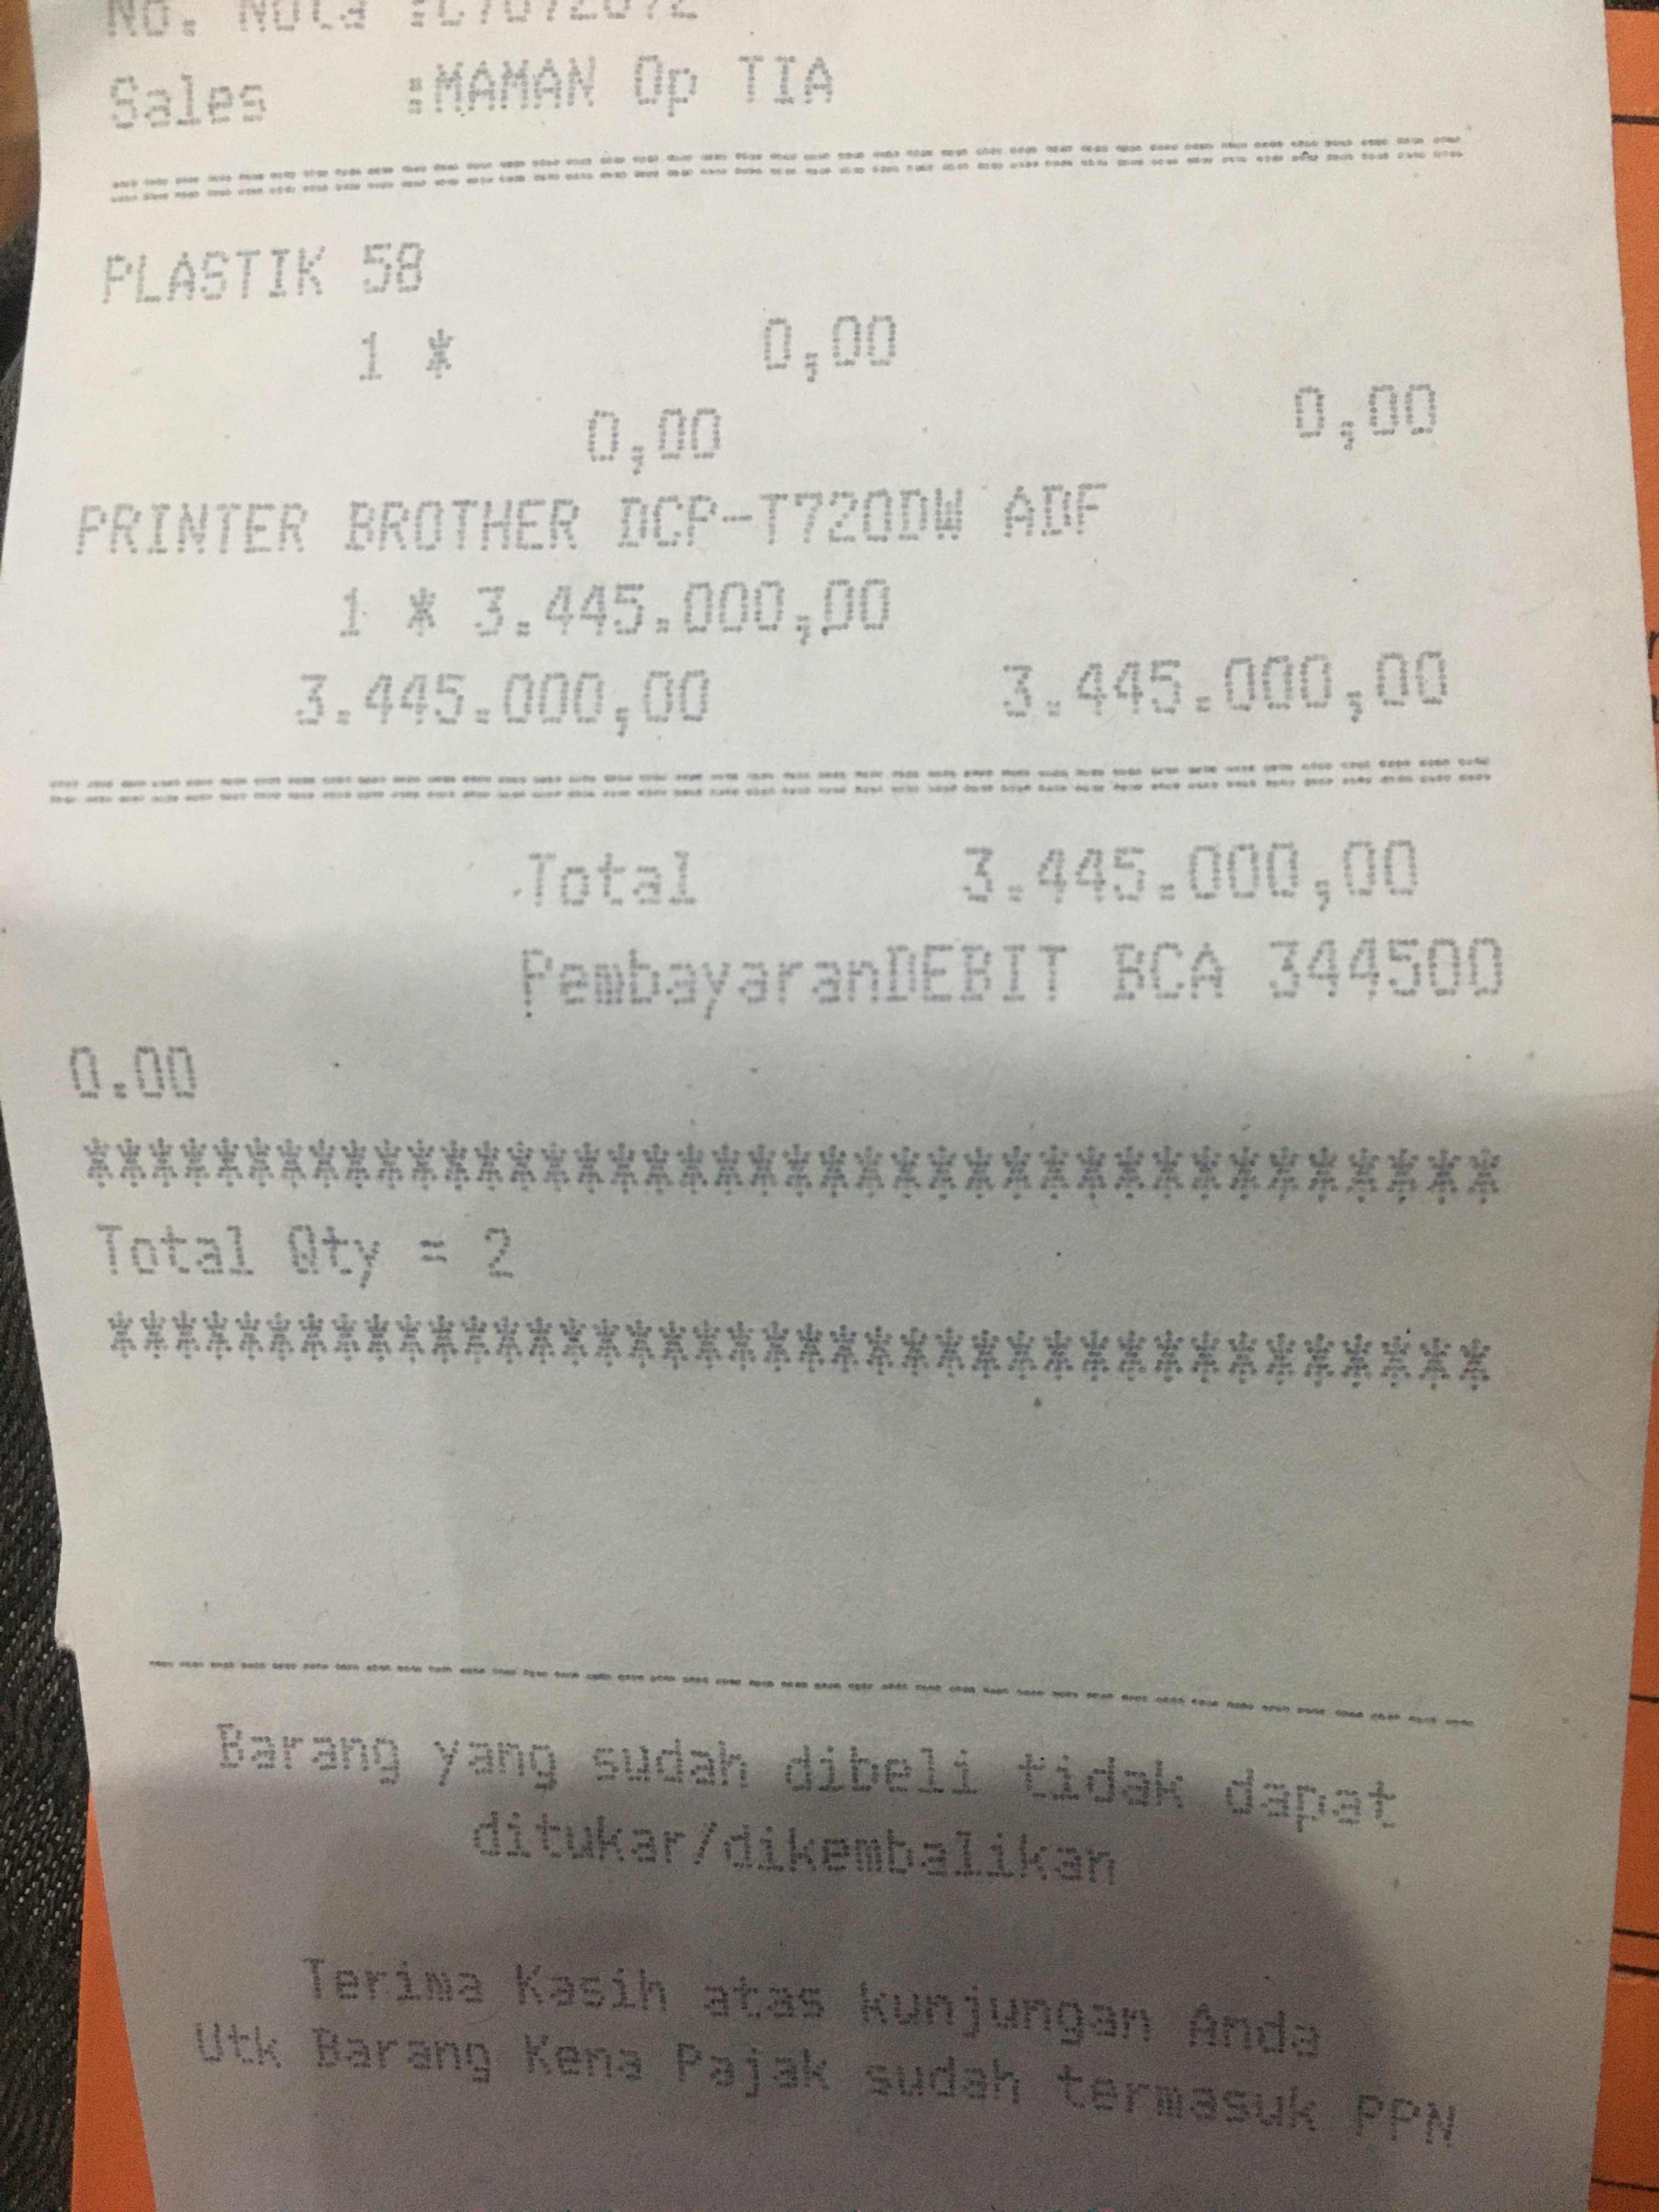 No. Nota
Sales :MAMAN Op TIA
PLASTIK 58
1 * 0,00
0,00 0,00
PRINTER BROTHER DCP-T720DW ADF
1 * 3.445.000,00
3.445.000,00 3.445.000,00
Total 3.445.000,00
PembayaranDEBIT BCA 344500
0.00
******************************************
Total Qty = 2
******************************************
Barang yang sudah dibeli tidak dapat
ditukar/dikembalikan
Terima Kasih atas kunjungan Anda
Utk Barang Kena Pajak sudah termasuk PPN